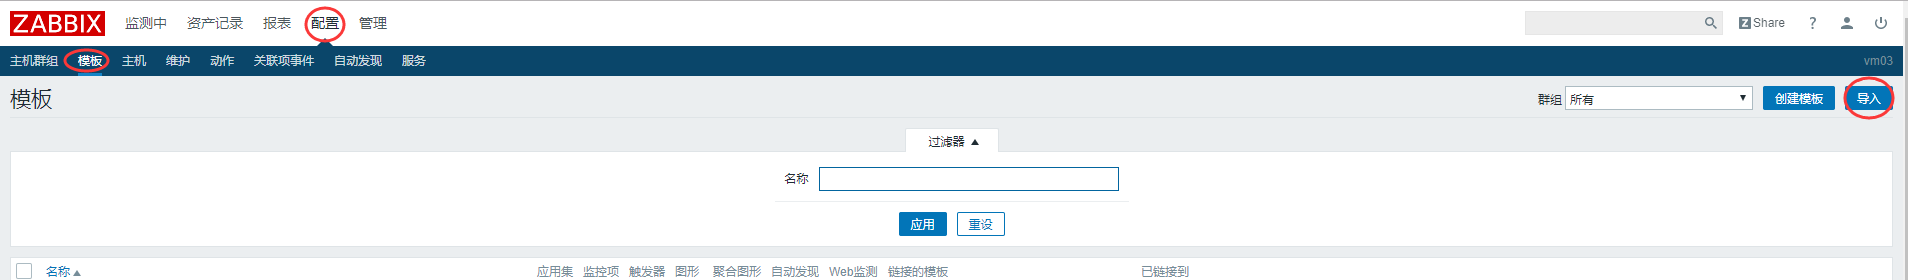 ZABBIX 监测中 资产记录 报表 配置 管理 Z Share ?
主机群组 模板 主机 维护 动作 关联项事件 自动发现 服务 vm03
模板 群组 所有 创建模板 导入
过滤器
名称
应用 重设
名称 应用集 监控项 触发器 图形 聚合图形 自动发现 Web监测 链接的模板 已链接到